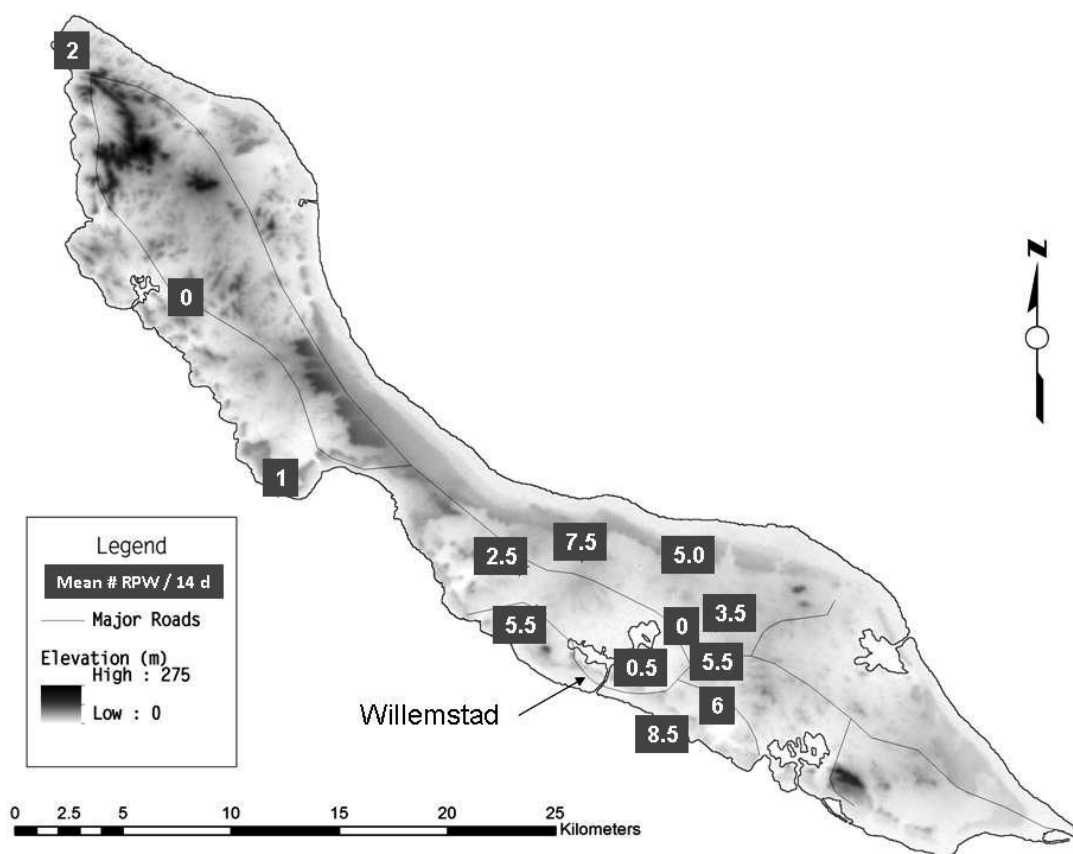 2
N
0
1
7.5
5.0
2.5
3.5
5.5
0
5.5
0.5
6
8.5
Willemstad
Legend
Mean # RPW / 14 d
Major Roads
Elevation (m)
High : 275
Low : 0
0 2.5 5 10 15 20 25
Kilometers